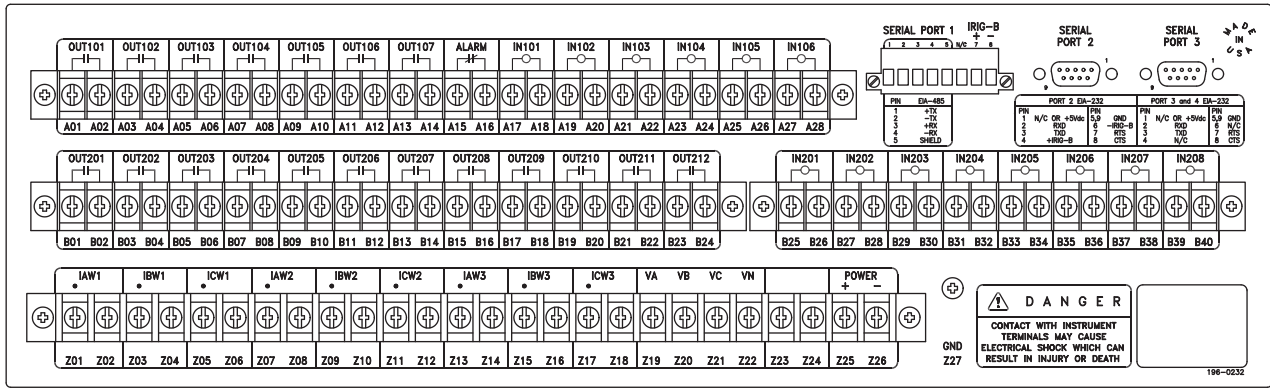 OUT101 OUT102 OUT103 OUT104 OUT105 OUT106 OUT107 ALARM IN101 IN102 IN103 IN104 IN105 IN106
A01 A02 A03 A04 A05 A06 A07 A08 A09 A10 A11 A12 A13 A14 A15 A16 A17 A18 A19 A20 A21 A22 A23 A24 A25 A26 A27 A28
SERIAL PORT 1 IRIG-B
+ −
1 2 3 4 5 N/C 7 8
PIN EIA-485
1 +TX
2 -TX
3 +RX
4 -RX
5 SHIELD
SERIAL
PORT 2
1
9
SERIAL
PORT 3
1
9
MADE
IN
USA
PORT 2 EIA-232
PIN PIN
1 N/C OR +5Vdc 5,9 GND
2 RXD 6 -IRIG-B
3 TXD 7 RTS
4 +IRIG-B 8 CTS
PORT 3 and 4 EIA-232
PIN PIN
1 N/C OR +5Vdc 5,9 GND
2 RXD 6 N/C
3 TXD 7 RTS
4 N/C 8 CTS
OUT201 OUT202 OUT203 OUT204 OUT205 OUT206 OUT207 OUT208 OUT209 OUT210 OUT211 OUT212
B01 B02 B03 B04 B05 B06 B07 B08 B09 B10 B11 B12 B13 B14 B15 B16 B17 B18 B19 B20 B21 B22 B23 B24
IN201 IN202 IN203 IN204 IN205 IN206 IN207 IN208
B25 B26 B27 B28 B29 B30 B31 B32 B33 B34 B35 B36 B37 B38 B39 B40
IAW1 IBW1 ICW1 IAW2 IBW2 ICW2 IAW3 IBW3 ICW3 VA VB VC VN POWER
+ −
Z01 Z02 Z03 Z04 Z05 Z06 Z07 Z08 Z09 Z10 Z11 Z12 Z13 Z14 Z15 Z16 Z17 Z18 Z19 Z20 Z21 Z22 Z23 Z24 Z25 Z26
GND
Z27
DANGER
CONTACT WITH INSTRUMENT
TERMINALS MAY CAUSE
ELECTRICAL SHOCK WHICH CAN
RESULT IN INJURY OR DEATH
196-0232